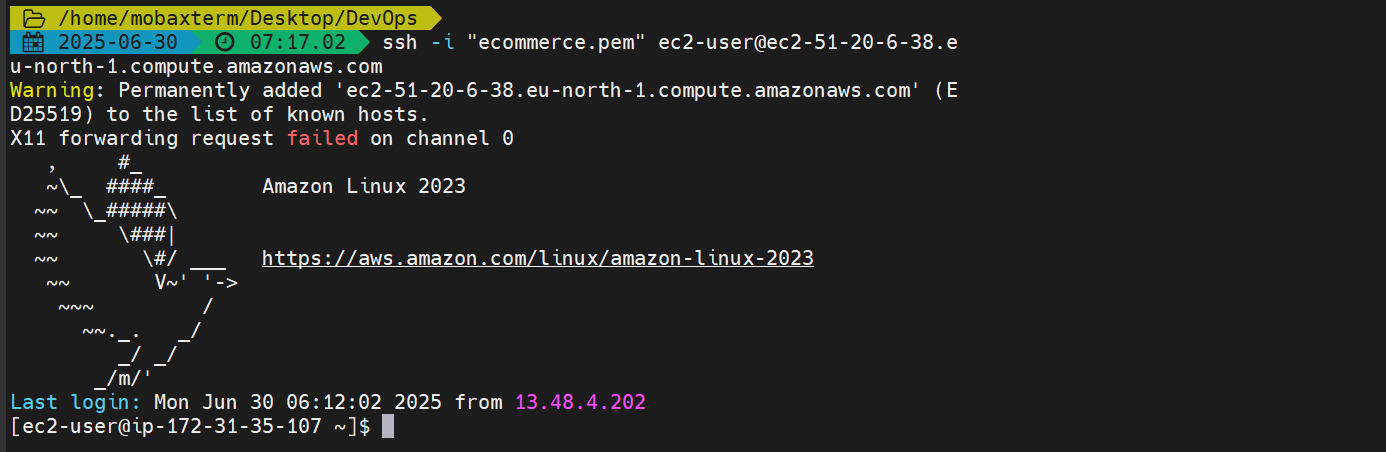 /home/mobaxterm/Desktop/DevOps
2025-06-30 07:17.02 ssh -i "ecommerce.pem" ec2-user@ec2-51-20-6-38.e
u-north-1.compute.amazonaws.com
Warning: Permanently added 'ec2-51-20-6-38.eu-north-1.compute.amazonaws.com' (E
D25519) to the list of known hosts.
X11 forwarding request failed on channel 0
   ,     #_
   ~\_  ####_        Amazon Linux 2023
  ~~  \_#####\
  ~~     \###|
  ~~       \#/ ___   https://aws.amazon.com/linux/amazon-linux-2023
   ~~       V~' '->
    ~~~         /
      ~~._.   _/
         _/ _/
       _/m/'
Last login: Mon Jun 30 06:12:02 2025 from 13.48.4.202
[ec2-user@ip-172-31-35-107 ~]$